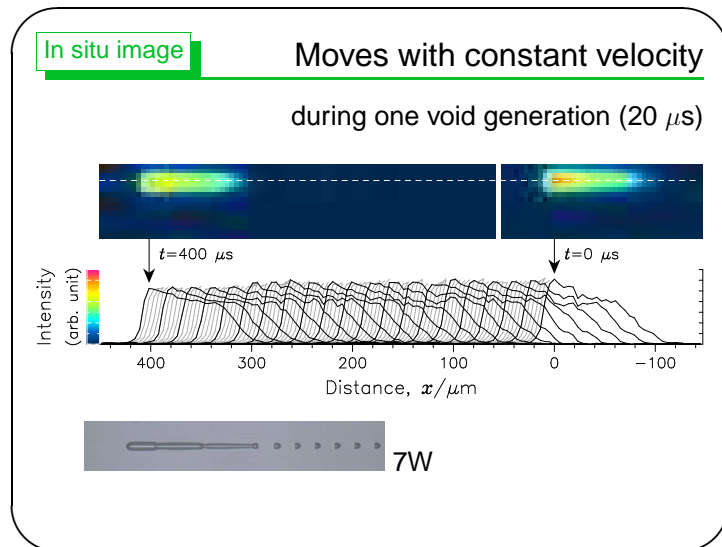 In situ image
Moves with constant velocity
during one void generation (20 μs)
t=400 μs
t=0 μs
Intensity
(arb. unit)
400 300 200 100 0 −100
Distance, x/μm
7W